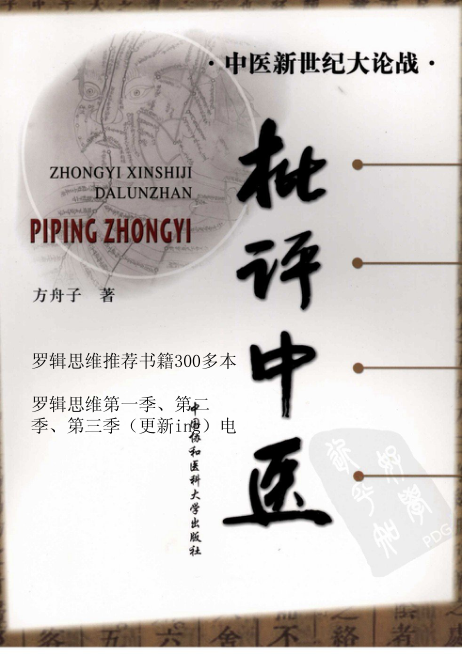 ·中医新世纪大论战·
ZHONGYI XINSHIJI
DALUNZHAN
PIPING ZHONGYI
批评中医
方舟子 著
罗辑思维推荐书籍300多本
罗辑思维第一季、第二
季、第三季（更新ing）电
中国协和医科大学出版社
PDG